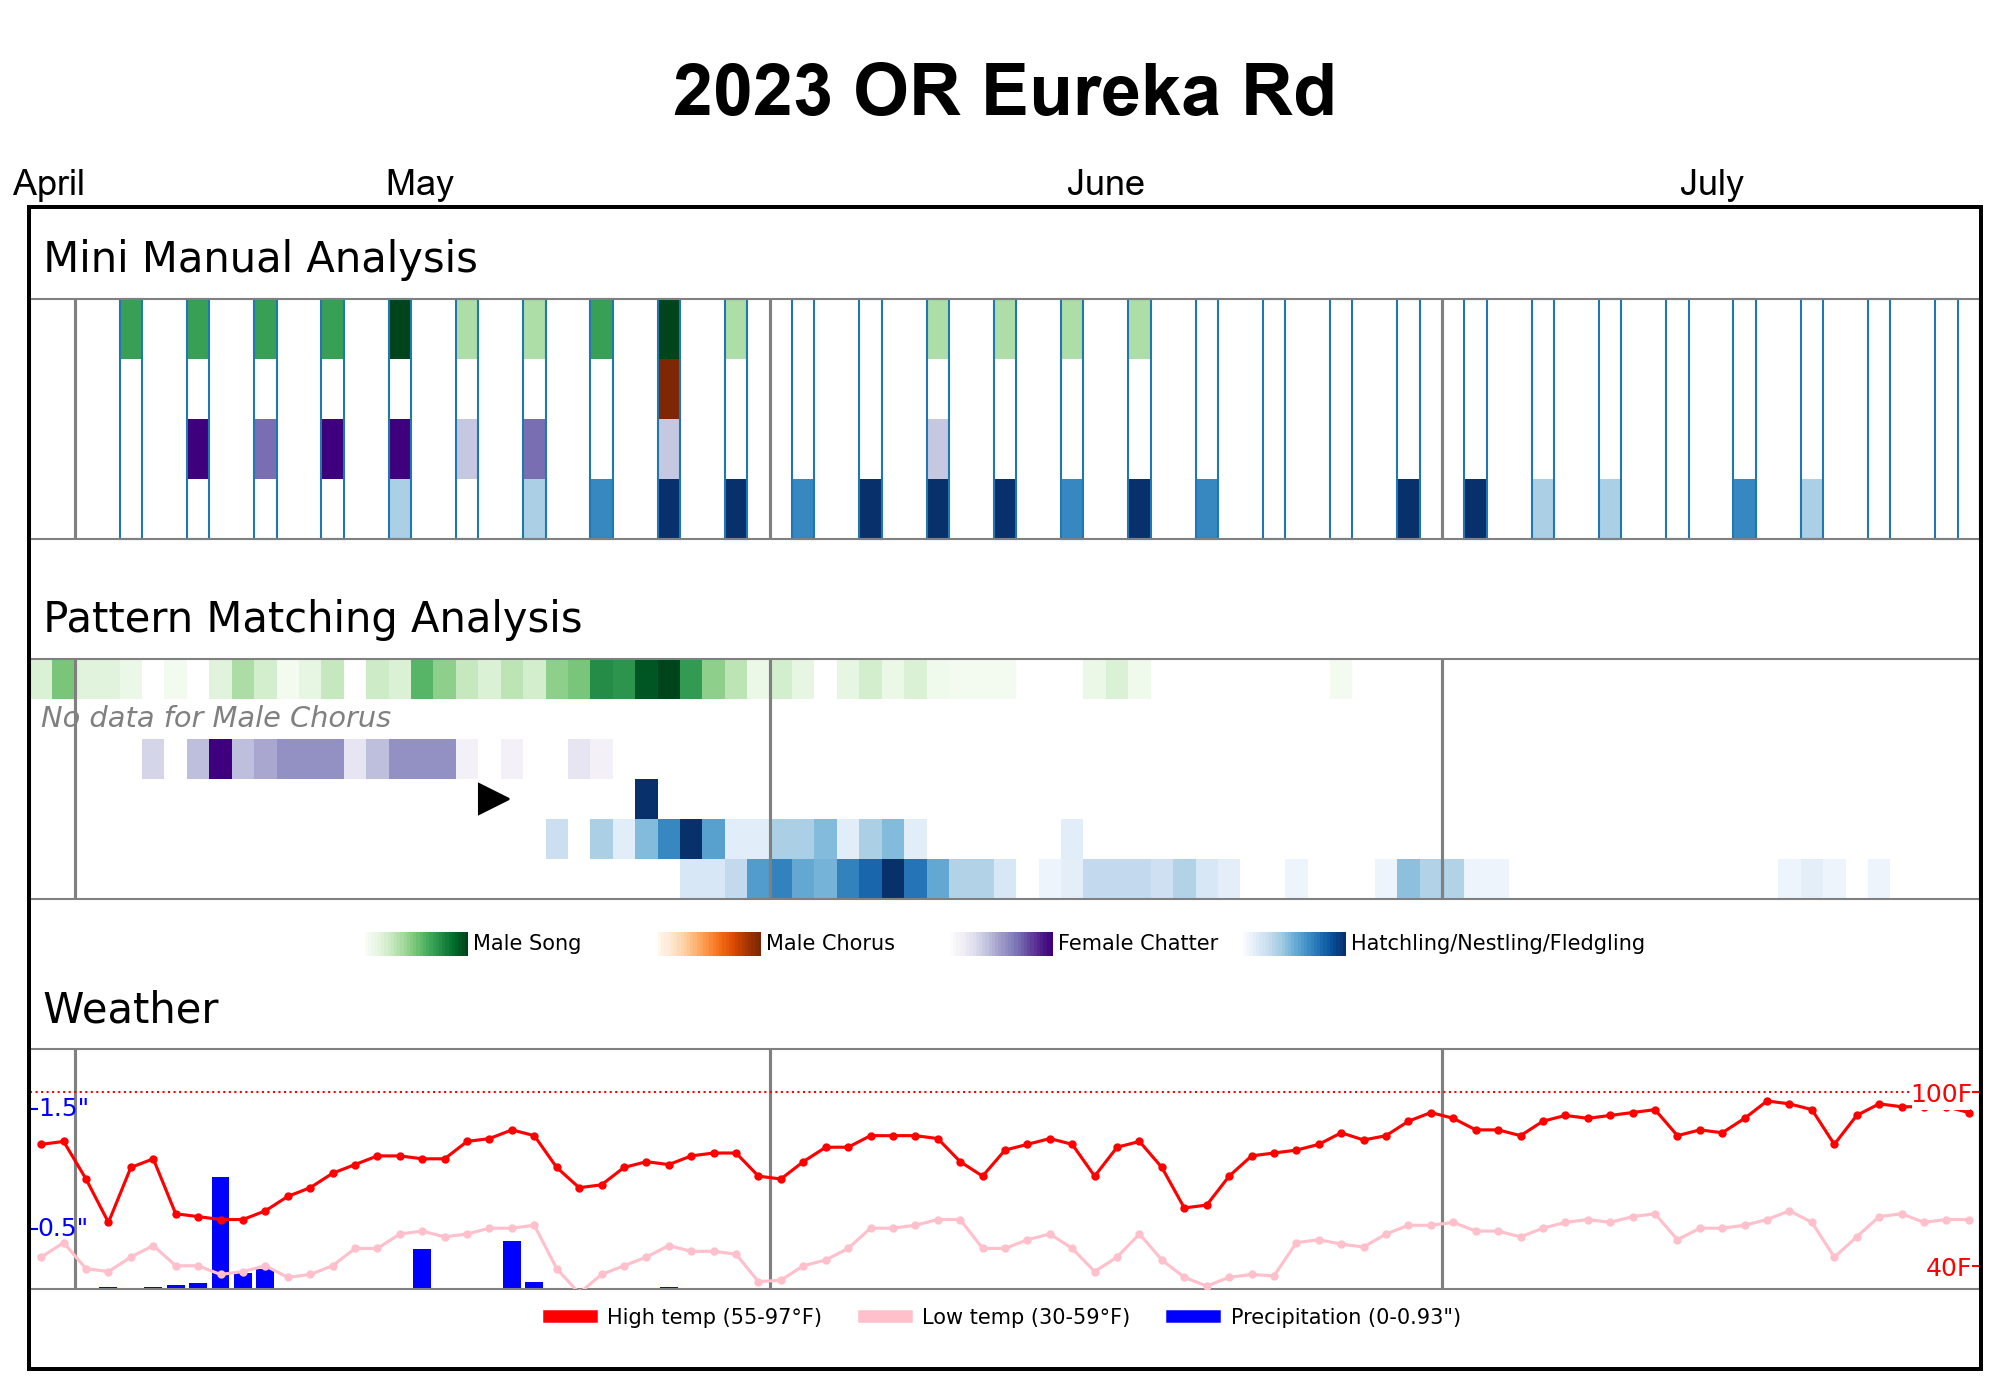 2023 OR Eureka Rd
April May June July
Mini Manual Analysis
Pattern Matching Analysis
No data for Male Chorus
Male Song Male Chorus Female Chatter Hatchling/Nestling/Fledgling
Weather
100F
1.5"
0.5"
40F
High temp (55-97°F) Low temp (30-59°F) Precipitation (0-0.93")